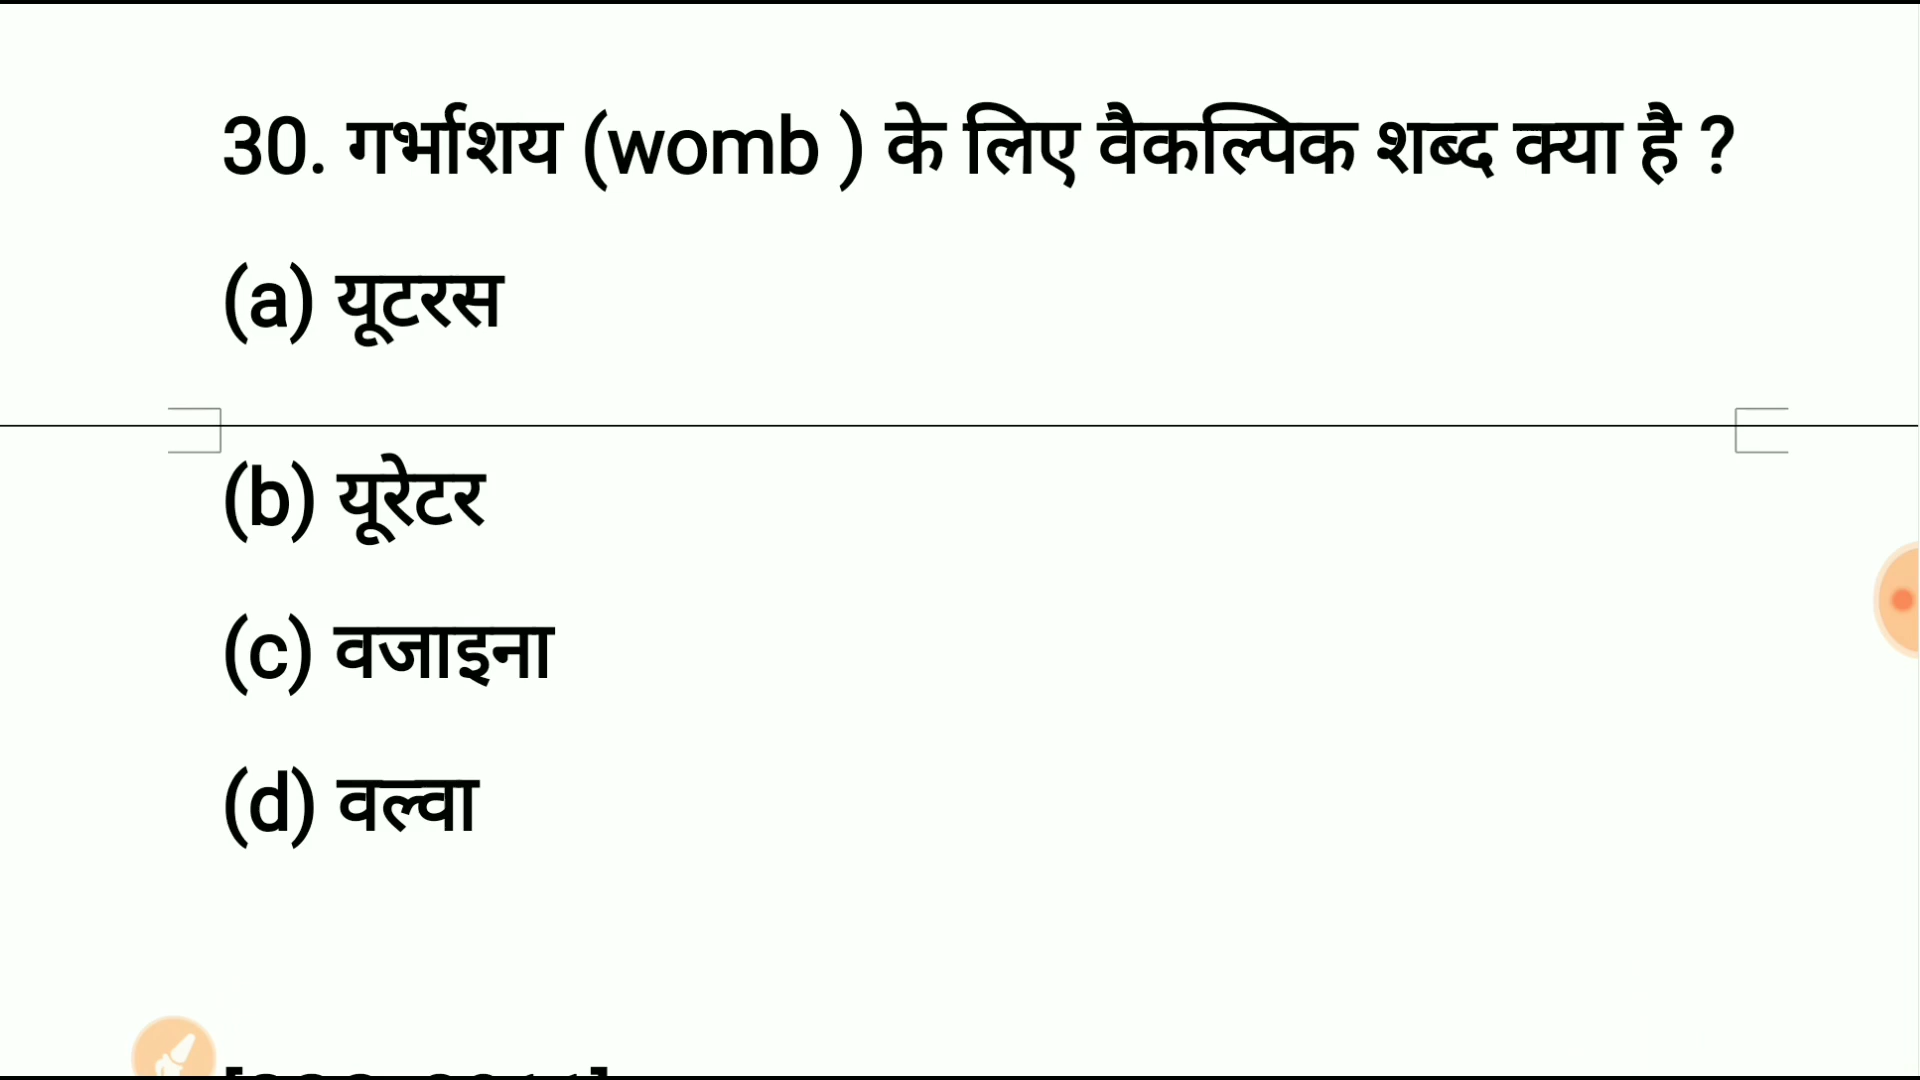 30. गर्भाशय (womb ) के लिए वैकल्पिक शब्द क्या है ?
(a) यूटरस
(b) यूरेटर
(c) वजाइना
(d) वल्वा